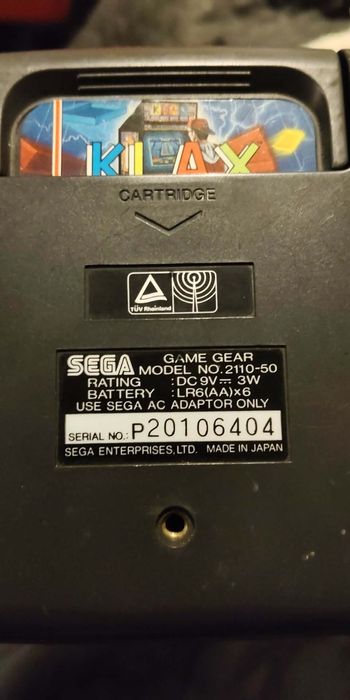 KLAX
CARTRIDGE
TÜV Rheinland
SEGA GAME GEAR
MODEL NO. 2110-50
RATING : DC 9V⎓ 3W
BATTERY : LR6(AA)×6
USE SEGA AC ADAPTOR ONLY
SERIAL NO.: P20106404
SEGA ENTERPRISES, LTD. MADE IN JAPAN